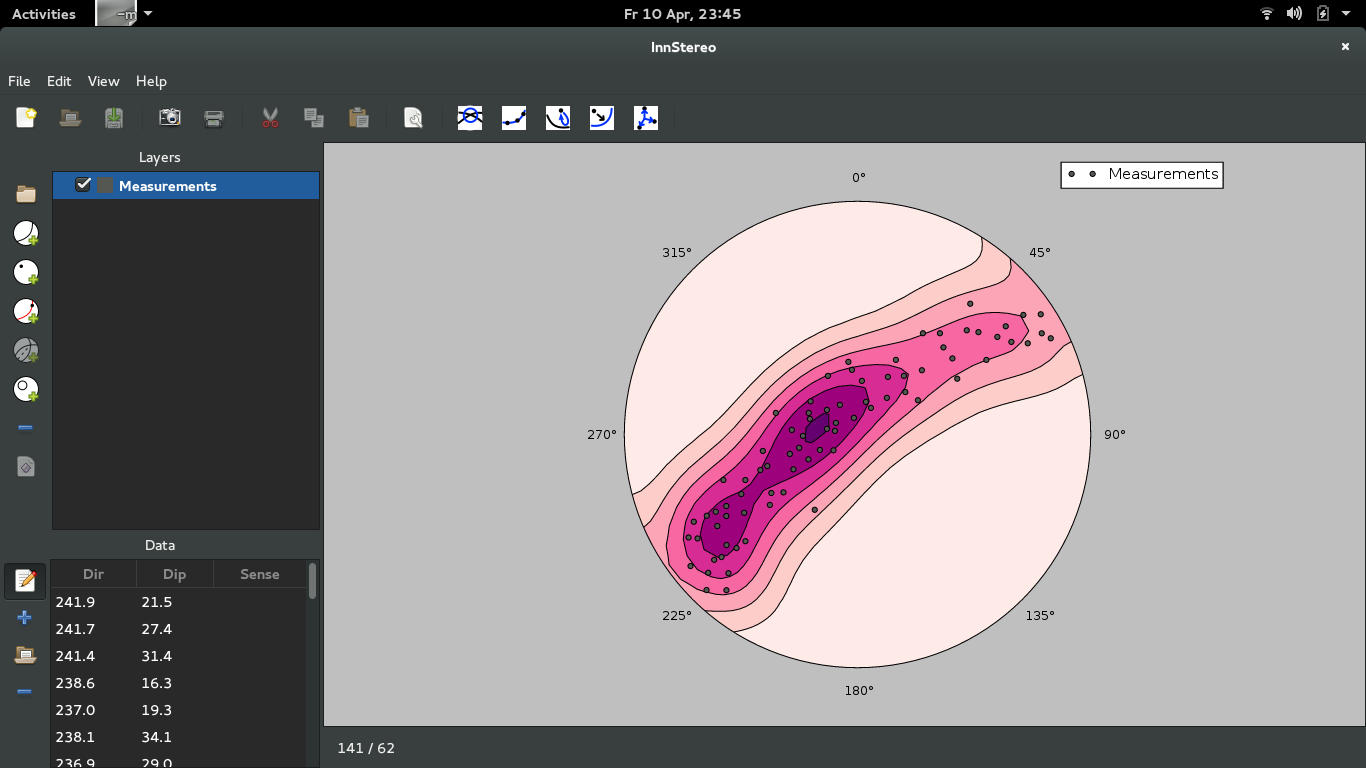 Activities
Fr 10 Apr, 23:45
InnStereo
File Edit View Help
Layers
Measurements
Data
Dir Dip Sense
241.9 21.5
241.7 27.4
241.4 31.4
238.6 16.3
237.0 19.3
238.1 34.1
236.9 29.0
Measurements
0°
315° 45°
270° 90°
225° 135°
180°
141 / 62